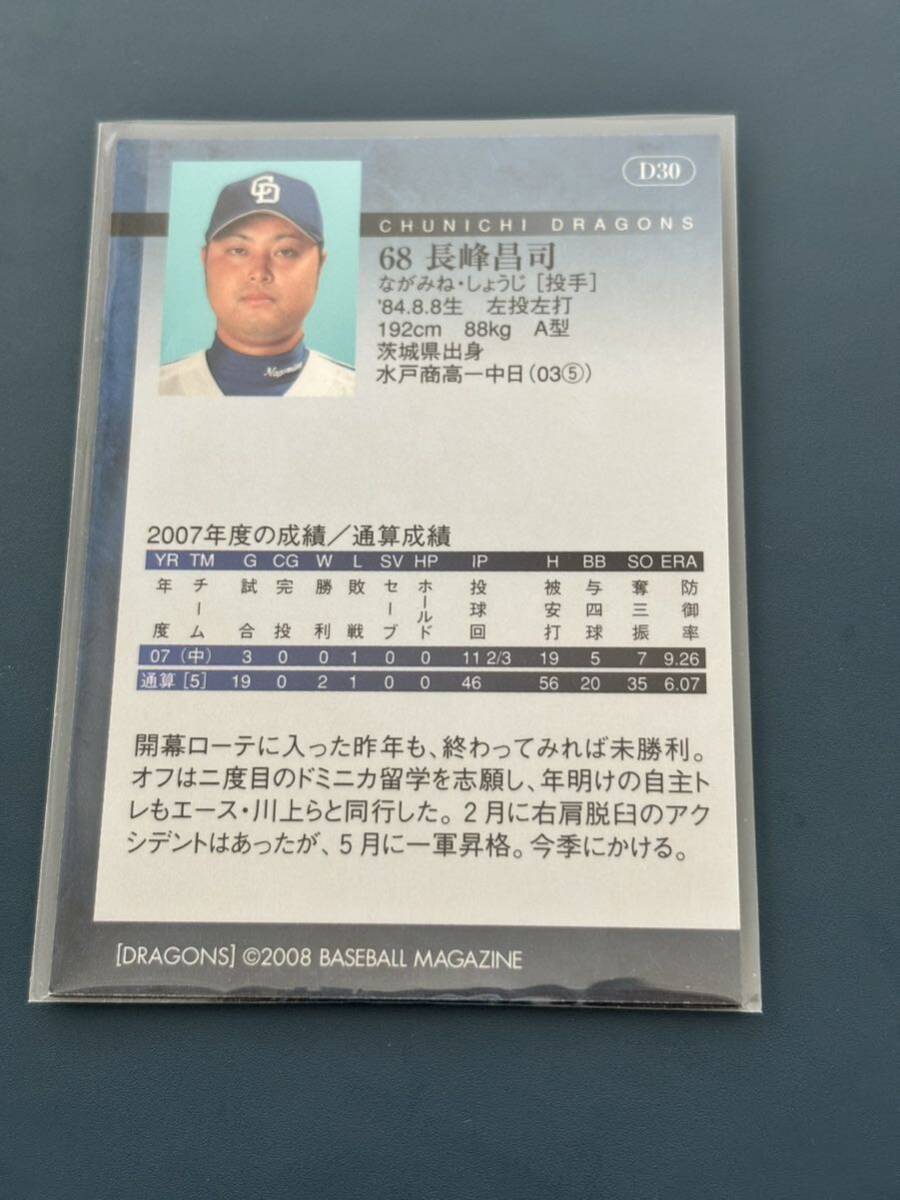 D30
CHUNICHI DRAGONS
68 長峰昌司
ながみね・しょうじ [投手]
'84.8.8生 左投左打
192cm 88kg A型
茨城県出身
水戸商高ー中日(03⑤)
2007年度の成績／通算成績
YR TM G CG W L SV HP IP H BB SO ERA
年度 チーム 試合 完投 勝利 敗戦 セーブ ホールド 投球回 被安打 与四球 奪三振 防御率
07 (中) 3 0 0 1 0 0 11 2/3 19 5 7 9.26
通算 [5] 19 0 2 1 0 0 46 56 20 35 6.07
開幕ローテに入った昨年も、終わってみれば未勝利。
オフは二度目のドミニカ留学を志願し、年明けの自主ト
レもエース・川上らと同行した。2月に右肩脱臼のアク
シデントはあったが、5月に一軍昇格。今季にかける。
[DRAGONS] ©2008 BASEBALL MAGAZINE